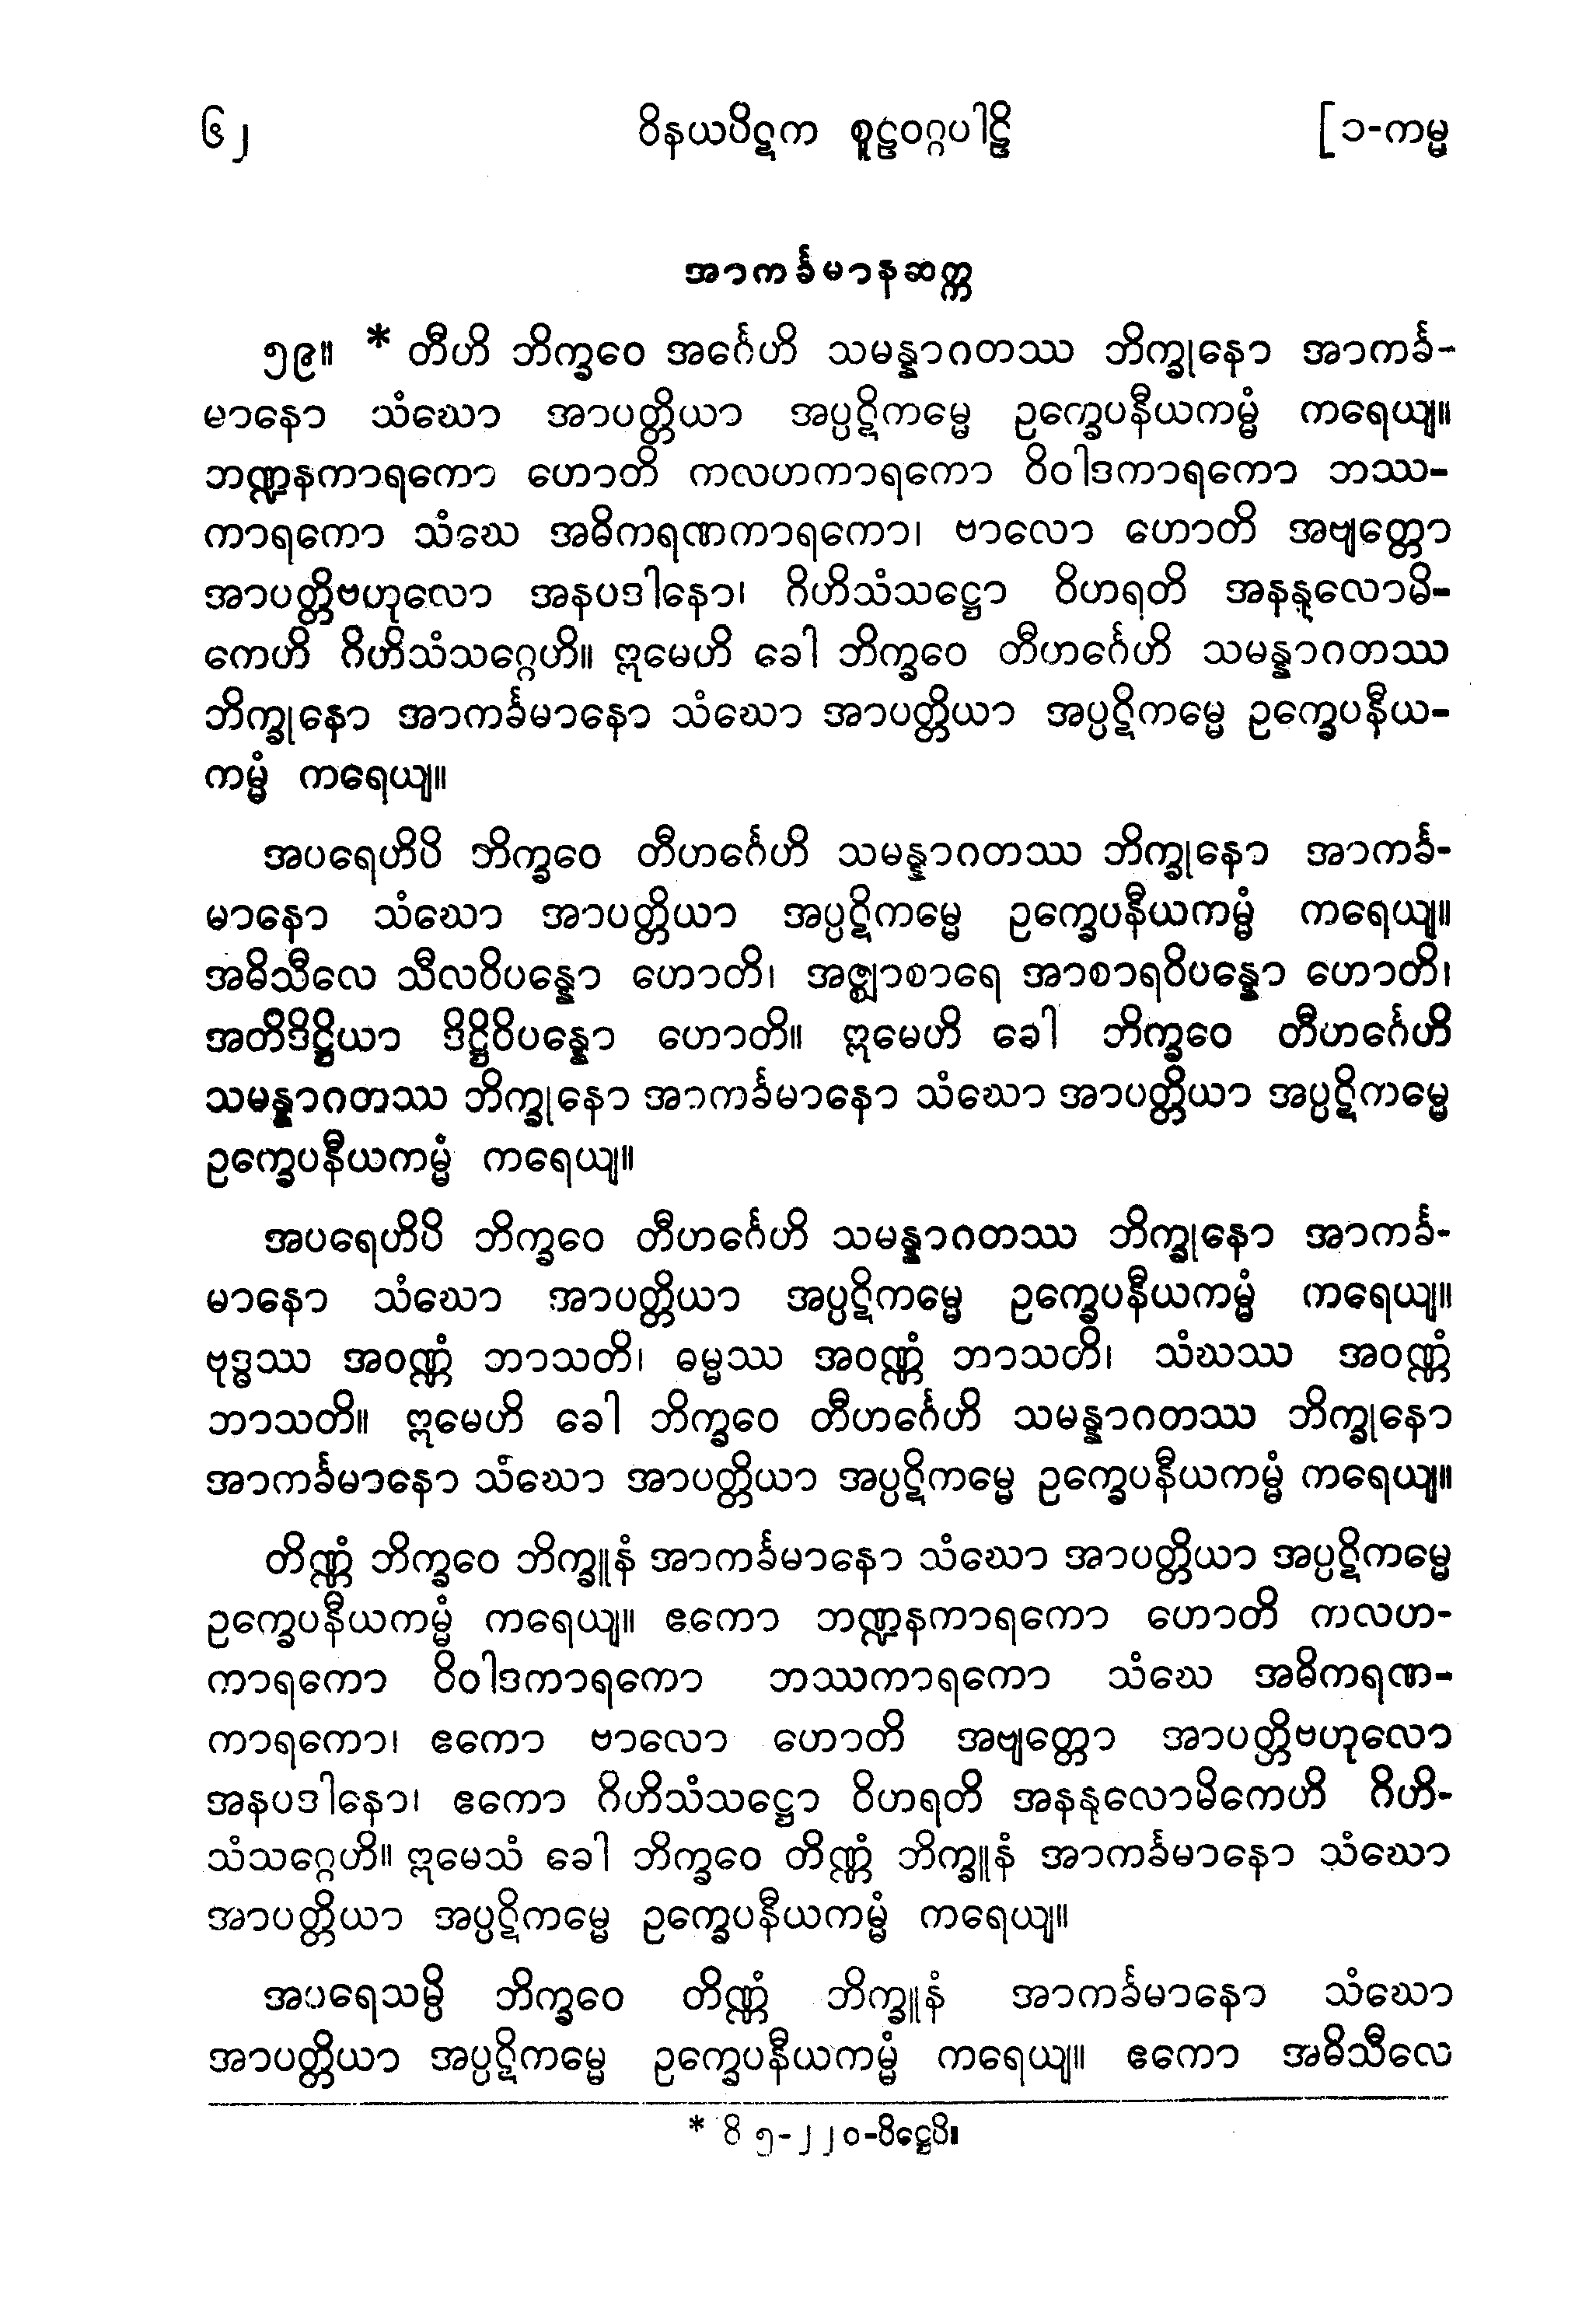 ၆၂ ဝိနယပိဋက စူဠဝဂ္ဂပါဠိ [၁-ကမ္မ
အာကင်္ခမာနဆက္က
၅၉။ * တီဟိ ဘိက္ခဝေ အင်္ဂေဟိ သမန္နာဂတဿ ဘိက္ခုနော အာကင်္ခ-
မာနော သံဃော အာပတ္တိယာ အပ္ပဋိကမ္မေ ဥက္ခေပနီယကမ္မံ ကရေယျ။
ဘဏ္ဍနကာရကော ဟောတိ ကလဟကာရကော ဝိဝါဒကာရကော ဘဿ-
ကာရကော သံဃေ အဓိကရဏကာရကော၊ ဗာလော ဟောတိ အဗျတ္တော
အာပတ္တိဗဟုလော အနပဒါနော၊ ဂိဟိသံသဋ္ဌော ဝိဟရတိ အနနုလောမိ-
ကေဟိ ဂိဟိသံသဂ္ဂေဟိ။ ဣမေဟိ ခေါ ဘိက္ခဝေ တီဟင်္ဂေဟိ သမန္နာဂတဿ
ဘိက္ခုနော အာကင်္ခမာနော သံဃော အာပတ္တိယာ အပ္ပဋိကမ္မေ ဥက္ခေပနီယ-
ကမ္မံ ကရေယျ။
အပရေဟိပိ ဘိက္ခဝေ တီဟင်္ဂေဟိ သမန္နာဂတဿ ဘိက္ခုနော အာကင်္ခ-
မာနော သံဃော အာပတ္တိယာ အပ္ပဋိကမ္မေ ဥက္ခေပနီယကမ္မံ ကရေယျ။
အဓိသီလေ သီလဝိပန္နော ဟောတိ၊ အဇ္ဈာစာရေ အာစာရဝိပန္နော ဟောတိ၊
အတိဒိဋ္ဌိယာ ဒိဋ္ဌိဝိပန္နော ဟောတိ။ ဣမေဟိ ခေါ ဘိက္ခဝေ တီဟင်္ဂေဟိ
သမန္နာဂတဿ ဘိက္ခုနော အာကင်္ခမာနော သံဃော အာပတ္တိယာ အပ္ပဋိကမ္မေ
ဥက္ခေပနီယကမ္မံ ကရေယျ။
အပရေဟိပိ ဘိက္ခဝေ တီဟင်္ဂေဟိ သမန္နာဂတဿ ဘိက္ခုနော အာကင်္ခ-
မာနော သံဃော အာပတ္တိယာ အပ္ပဋိကမ္မေ ဥက္ခေပနီယကမ္မံ ကရေယျ။
ဗုဒ္ဓဿ အဝဏ္ဏံ ဘာသတိ၊ ဓမ္မဿ အဝဏ္ဏံ ဘာသတိ၊ သံဃဿ အဝဏ္ဏံ
ဘာသတိ။ ဣမေဟိ ခေါ ဘိက္ခဝေ တီဟင်္ဂေဟိ သမန္နာဂတဿ ဘိက္ခုနော
အာကင်္ခမာနော သံဃော အာပတ္တိယာ အပ္ပဋိကမ္မေ ဥက္ခေပနီယကမ္မံ ကရေယျ။
တိဏ္ဏံ ဘိက္ခဝေ ဘိက္ခူနံ အာကင်္ခမာနော သံဃော အာပတ္တိယာ အပ္ပဋိကမ္မေ
ဥက္ခေပနီယကမ္မံ ကရေယျ။ ဧကော ဘဏ္ဍနကာရကော ဟောတိ ကလဟ-
ကာရကော ဝိဝါဒကာရကော ဘဿကာရကော သံဃေ အဓိကရဏ-
ကာရကော၊ ဧကော ဗာလော ဟောတိ အဗျတ္တော အာပတ္တိဗဟုလော
အနပဒါနော၊ ဧကော ဂိဟိသံသဋ္ဌော ဝိဟရတိ အနနုလောမိကေဟိ ဂိဟိ-
သံသဂ္ဂေဟိ။ ဣမေသံ ခေါ ဘိက္ခဝေ တိဏ္ဏံ ဘိက္ခူနံ အာကင်္ခမာနော သံဃော
အာပတ္တိယာ အပ္ပဋိကမ္မေ ဥက္ခေပနီယကမ္မံ ကရေယျ။
အပရေသမ္ပိ ဘိက္ခဝေ တိဏ္ဏံ ဘိက္ခူနံ အာကင်္ခမာနော သံဃော
အာပတ္တိယာ အပ္ပဋိကမ္မေ ဥက္ခေပနီယကမ္မံ ကရေယျ။ ဧကော အဓိသီလေ
* ဝိ ၅-၂၂၀-ပိဋ္ဌေပိ။